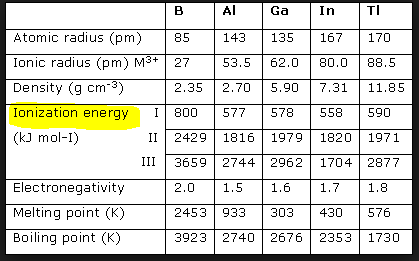 B Al Ga In Tl
Atomic radius (pm) 85 143 135 167 170
Ionic radius (pm) M³⁺ 27 53.5 62.0 80.0 88.5
Density (g cm⁻³) 2.35 2.70 5.90 7.31 11.85
Ionization energy I 800 577 578 558 590
(kJ mol–I) II 2429 1816 1979 1820 1971
III 3659 2744 2962 1704 2877
Electronegativity 2.0 1.5 1.6 1.7 1.8
Melting point (K) 2453 933 303 430 576
Boiling point (K) 3923 2740 2676 2353 1730